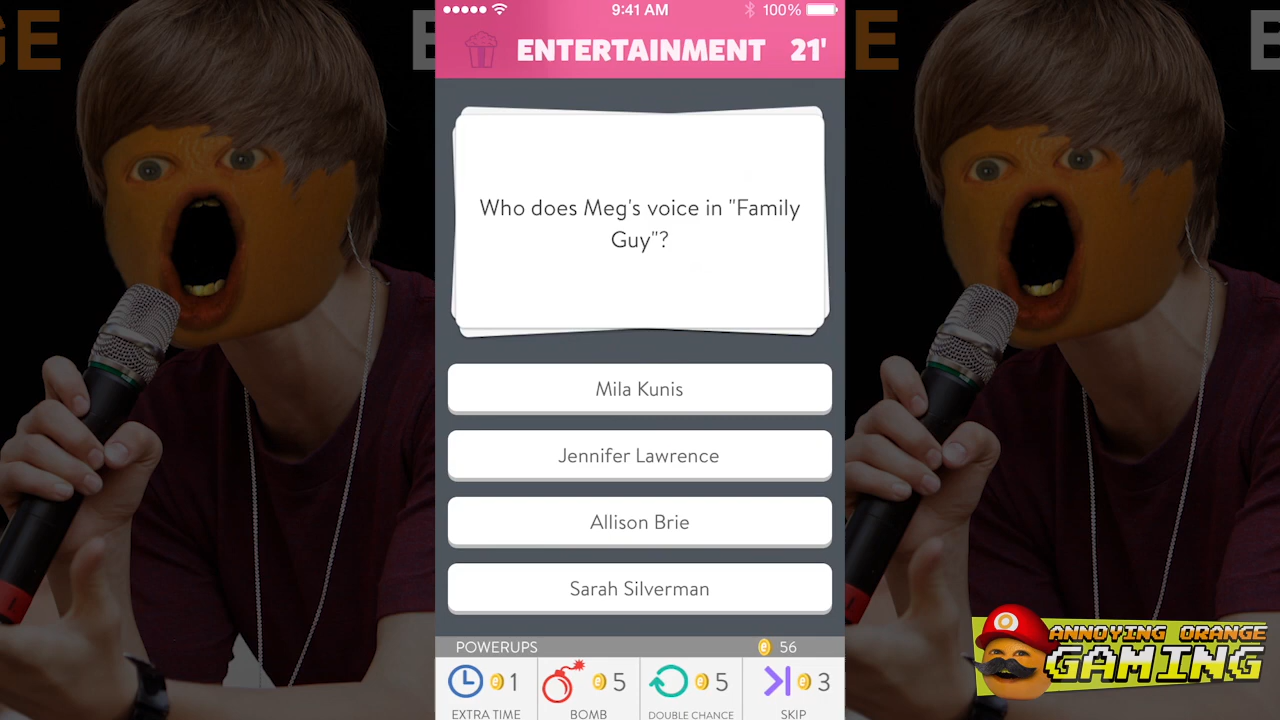 GE
E
E
E
9:41 AM
100%
ENTERTAINMENT 21'
Who does Meg's voice in "Family
Guy"?
Mila Kunis
Jennifer Lawrence
Allison Brie
Sarah Silverman
POWERUPS
56
1
5
5
3
EXTRA TIME
BOMB
DOUBLE CHANCE
SKIP
ANNOYING ORANGE
GAMING